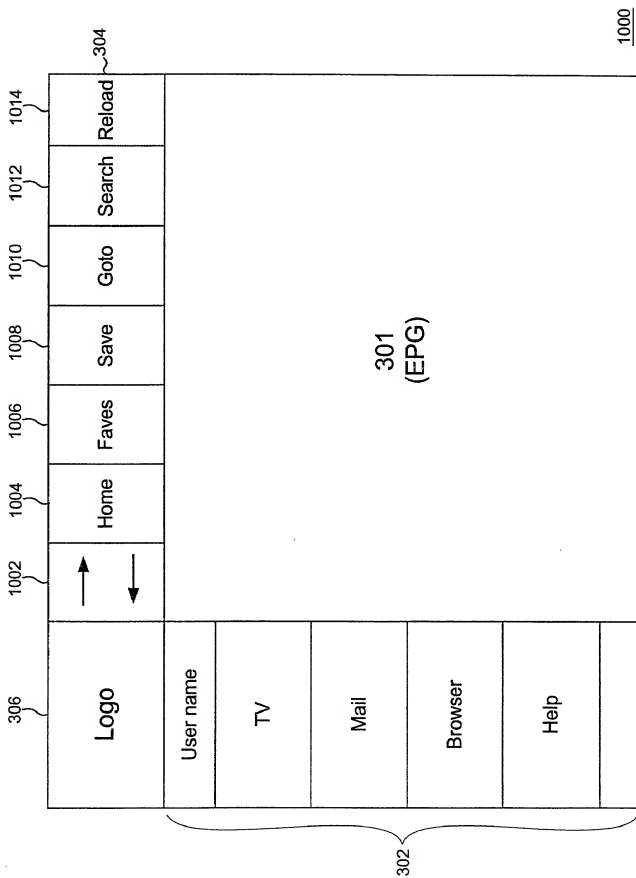 306
1002
1004
1006
1008
1010
1012
1014
Logo
Home
Faves
Save
Goto
Search
Reload
304
User name
TV
Mail
Browser
Help
302
301
(EPG)
1000